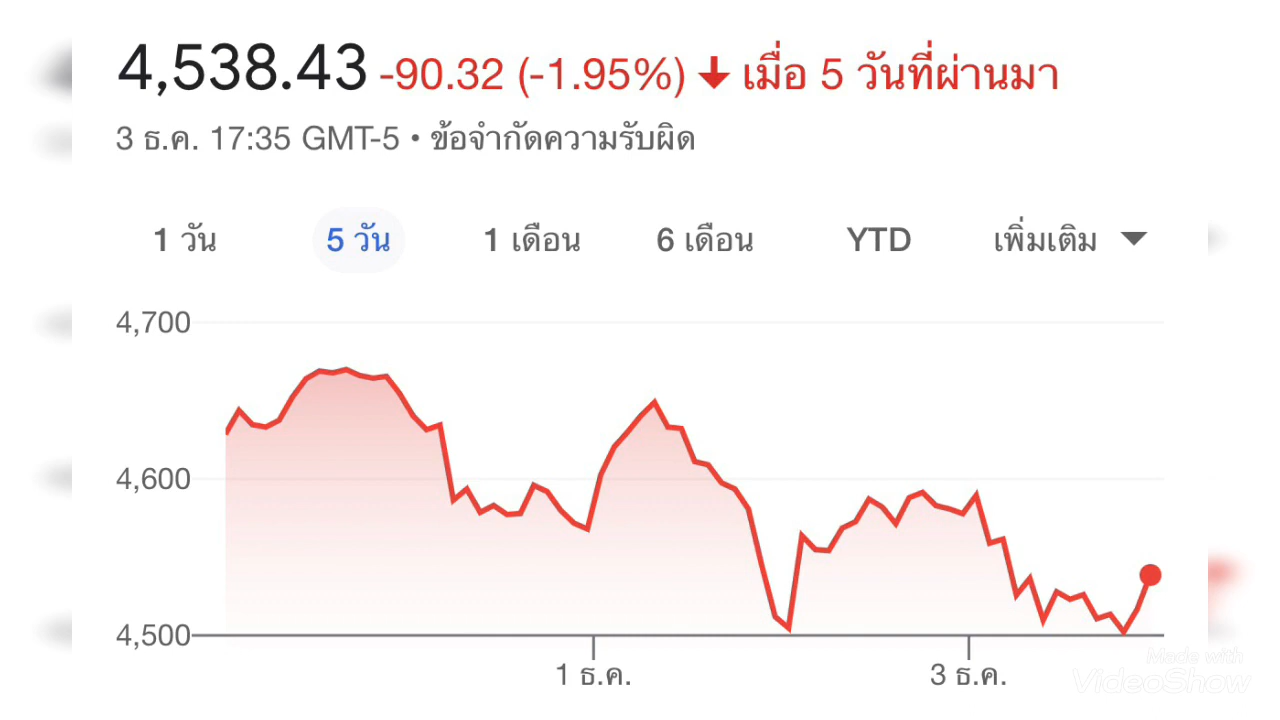 4,538.43 -90.32 (-1.95%) ↓ เมื่อ 5 วันที่ผ่านมา
3 ธ.ค. 17:35 GMT-5 • ข้อจำกัดความรับผิด
1 วัน 5 วัน 1 เดือน 6 เดือน YTD เพิ่มเติม
4,700
4,600
4,500
1 ธ.ค. 3 ธ.ค.
Made with
VideoShow